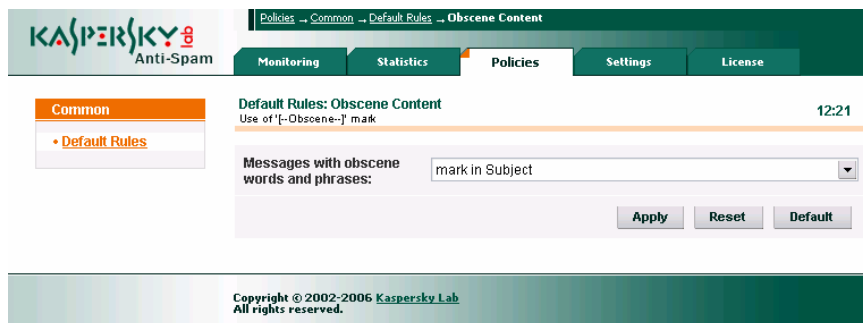 Policies → Common → Default Rules → Obscene Content
KASPERSKY lab
Anti-Spam
Monitoring
Statistics
Policies
Settings
License
Common
• Default Rules
Default Rules: Obscene Content
Use of '[--Obscene--]' mark
12:21
Messages with obscene
words and phrases:
mark in Subject
Apply
Reset
Default
Copyright © 2002-2006 Kaspersky Lab
All rights reserved.